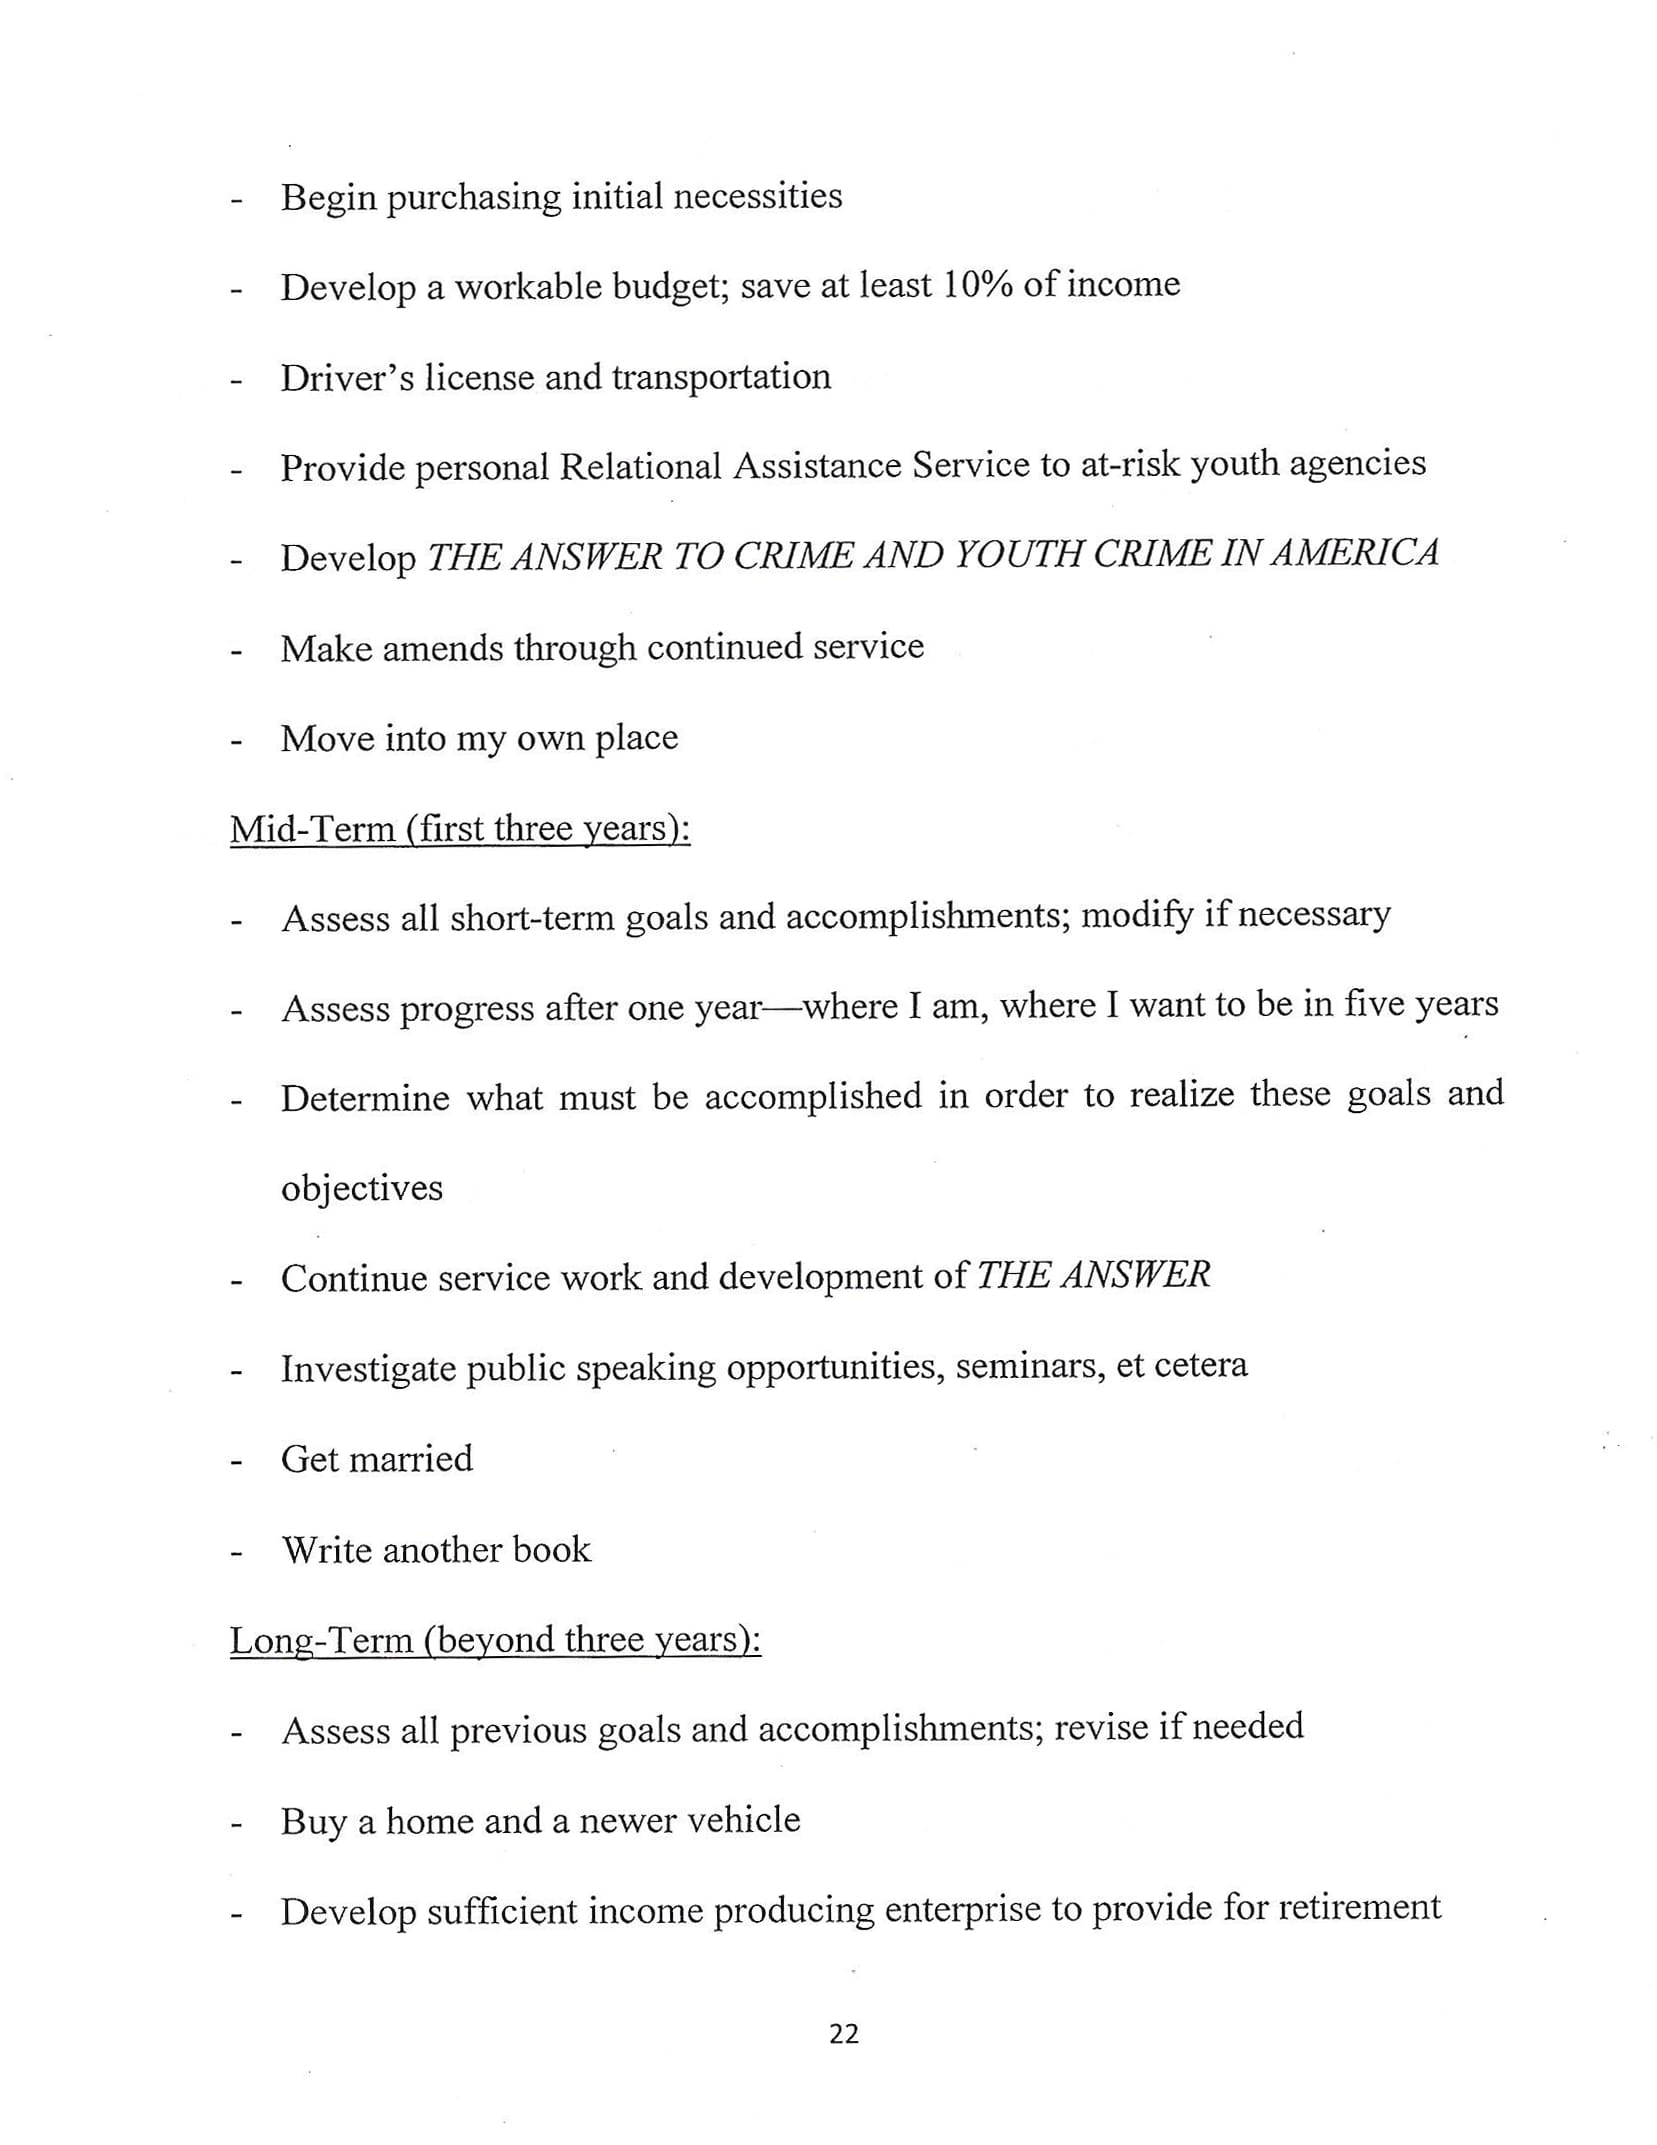 - Begin purchasing initial necessities
- Develop a workable budget; save at least 10% of income
- Driver’s license and transportation
- Provide personal Relational Assistance Service to at-risk youth agencies
- Develop THE ANSWER TO CRIME AND YOUTH CRIME IN AMERICA
- Make amends through continued service
- Move into my own place
Mid-Term (first three years):
- Assess all short-term goals and accomplishments; modify if necessary
- Assess progress after one year—where I am, where I want to be in five years
- Determine what must be accomplished in order to realize these goals and
objectives
- Continue service work and development of THE ANSWER
- Investigate public speaking opportunities, seminars, et cetera
- Get married
- Write another book
Long-Term (beyond three years):
- Assess all previous goals and accomplishments; revise if needed
- Buy a home and a newer vehicle
- Develop sufficient income producing enterprise to provide for retirement
22